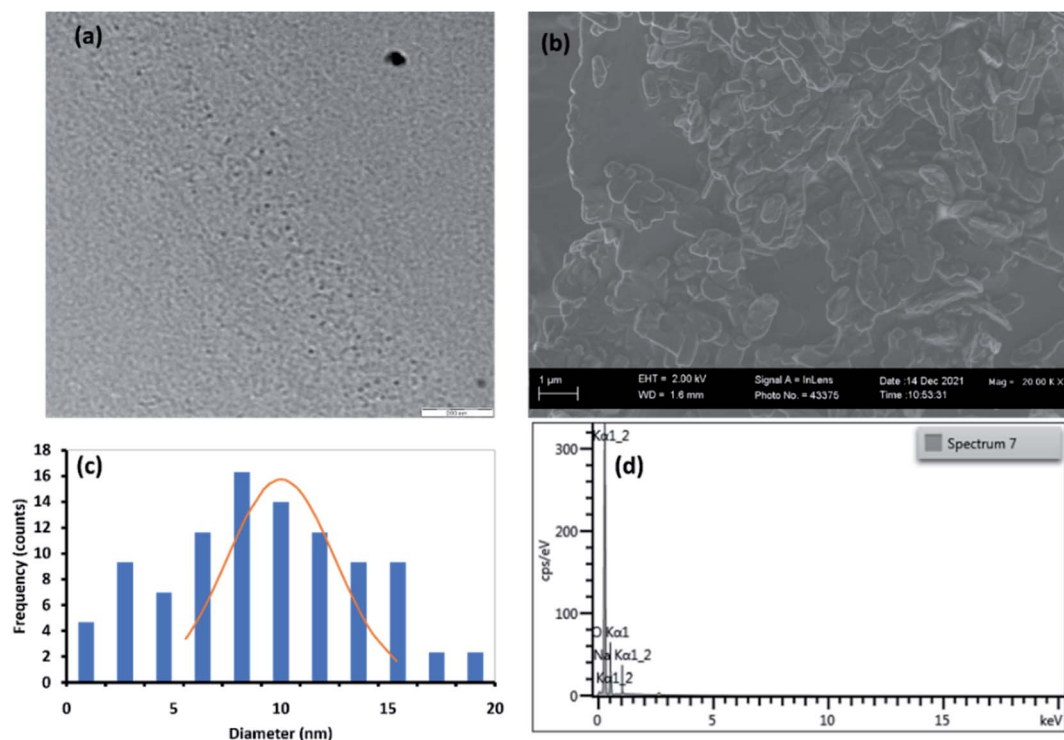 (a)
200 nm
(b)
1 µm
EHT = 2.00 kV
WD = 1.6 mm
Signal A = InLens
Photo No. = 43375
Date :14 Dec 2021
Time :10:53:31
Mag = 20.00 K X
(c)
Frequency (counts)
18
16
14
12
10
8
6
4
2
0
0 5 10 15 20
Diameter (nm)
(d)
Spectrum 7
cps/eV
300
200
100
0
Kα1_2
O Kα1
Na Kα1_2
Kα1_2
0 5 10 15 keV